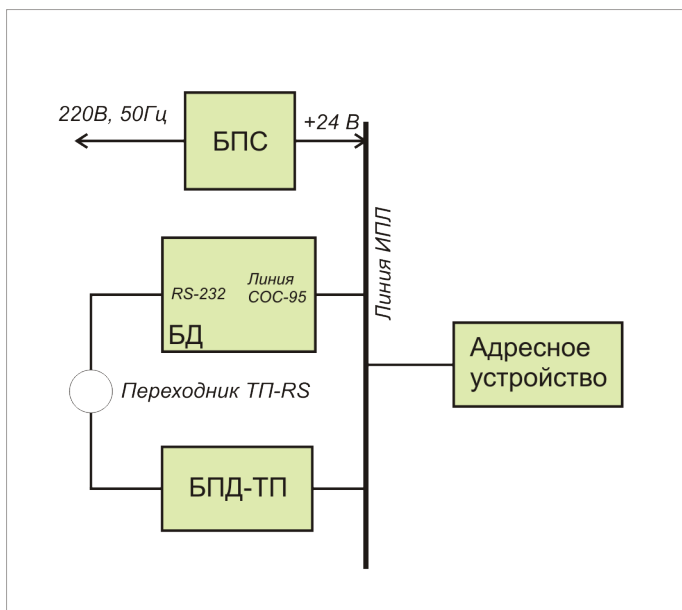 220В, 50Гц
БПС
+24 В
Линия ИПЛ
RS-232
Линия
СОС-95
БД
Адресное
устройство
Переходник ТП-RS
БПД-ТП